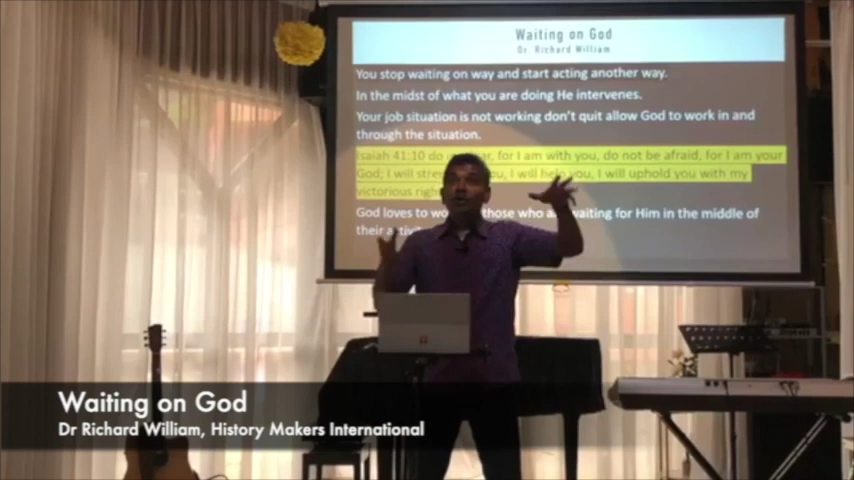 Waiting on God
Dr. Richard William
You stop waiting on way and start acting another way.
In the midst of what you are doing He intervenes.
Your job situation is not working don't quit allow God to work in and
through the situation.
Isaiah 41:10 do for I am with you, do not be afraid, for I am your
God; I will I will help you, I will uphold you with my
victorious
God loves to those who waiting for Him in the middle of
their
Waiting on God
Dr Richard William, History Makers International